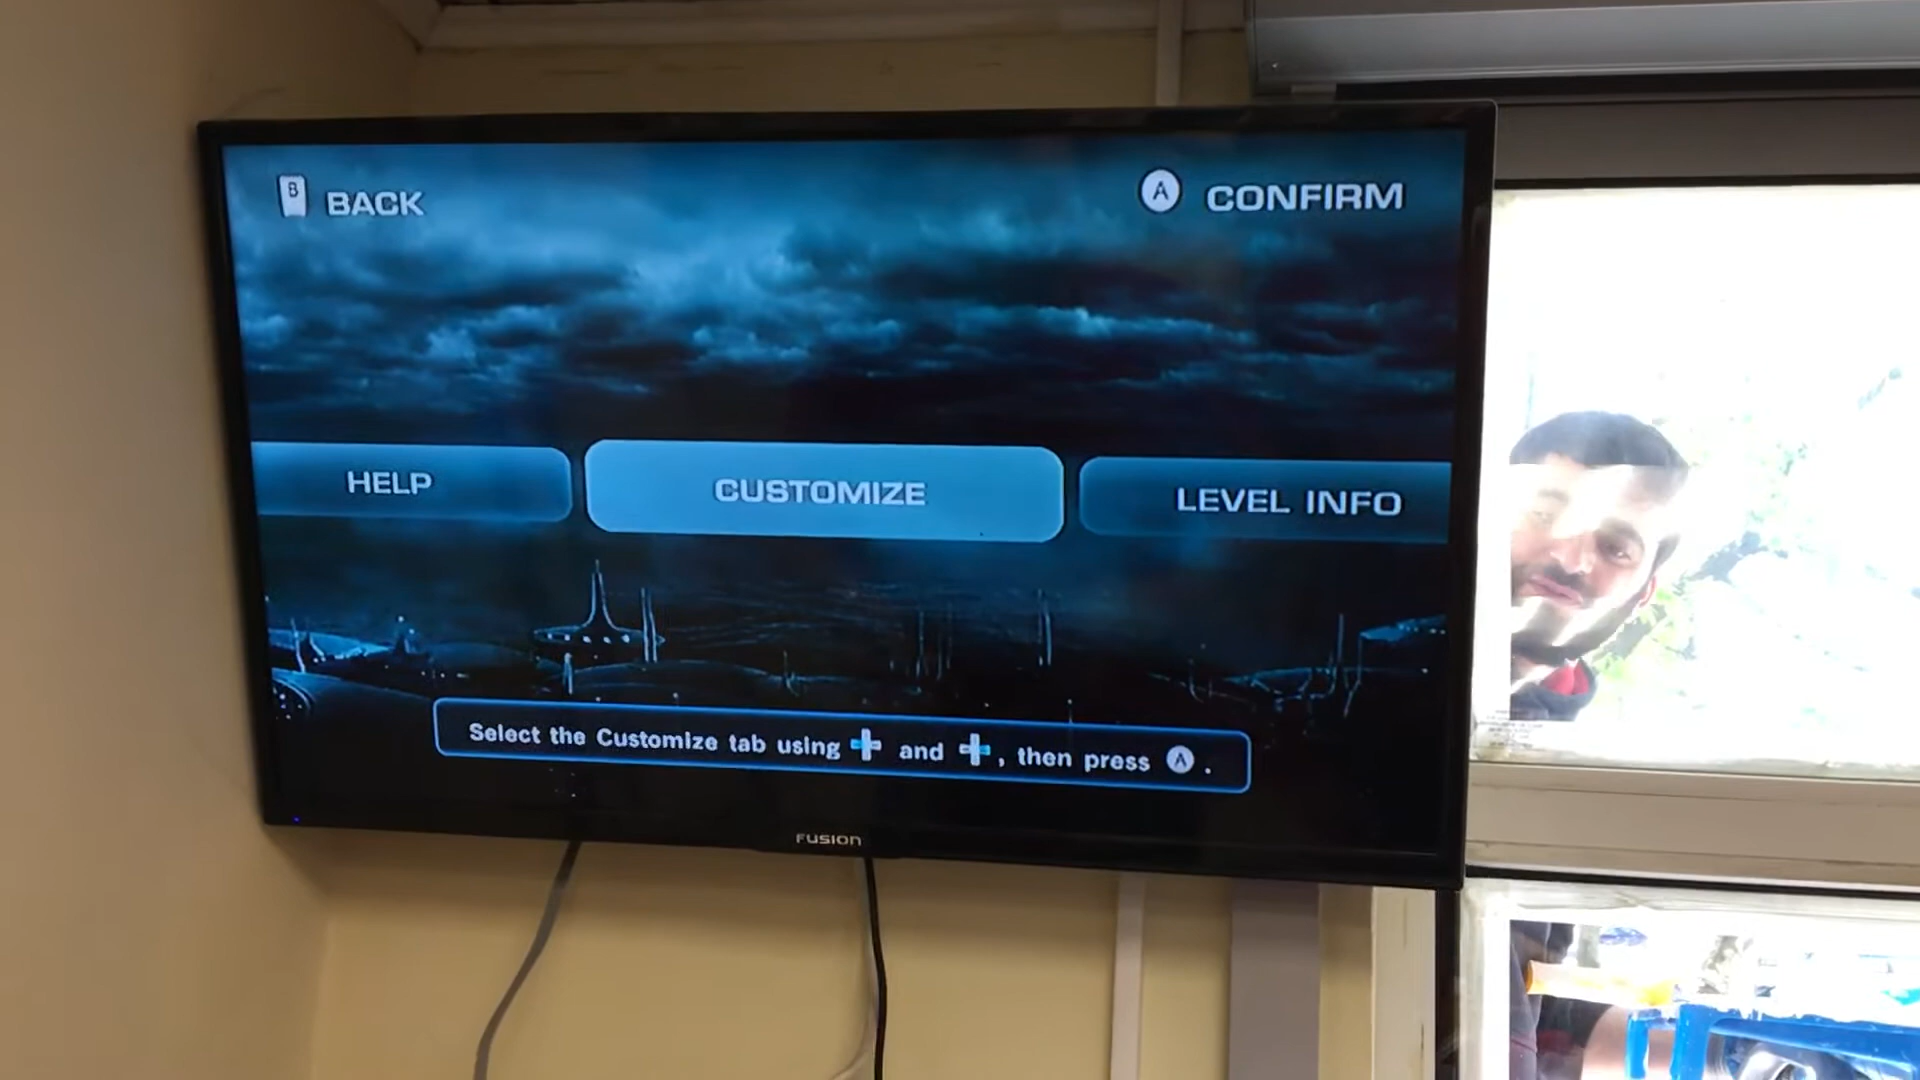 B BACK
A CONFIRM
HELP
CUSTOMIZE
LEVEL INFO
Select the Customize tab using and , then press A .
FUSION